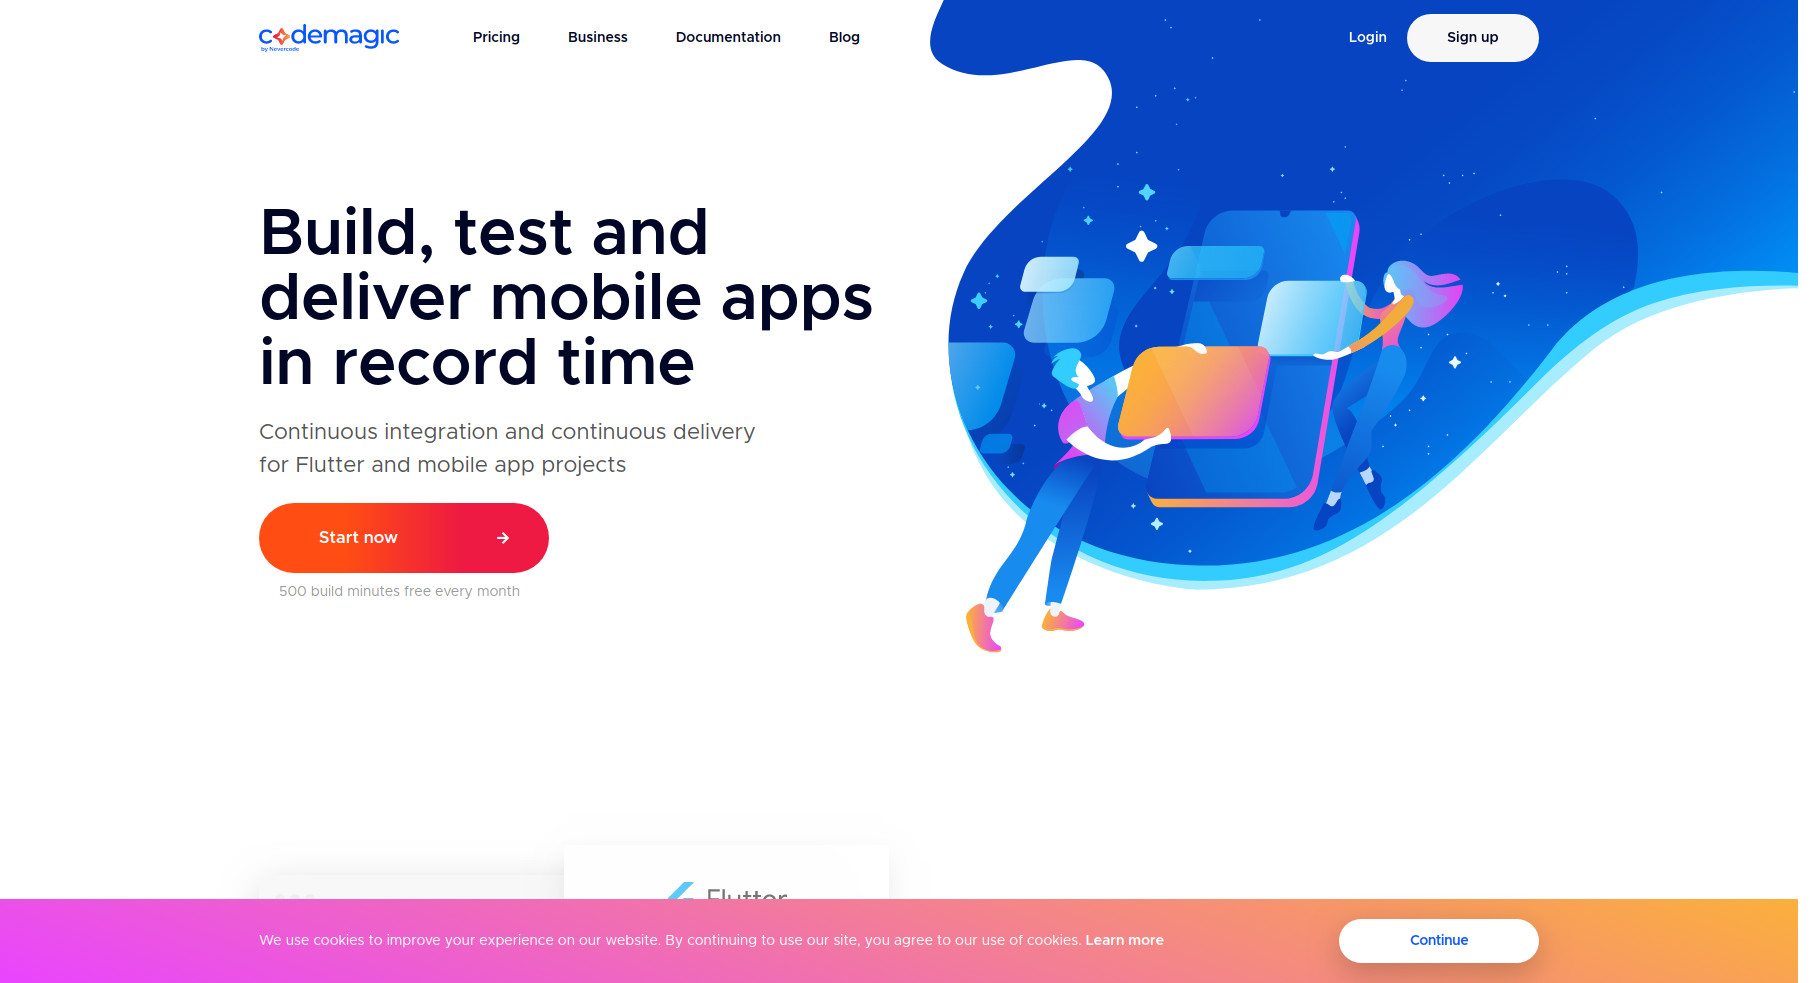 codemagic
by Nevercode
Pricing
Business
Documentation
Blog
Login
Sign up
Build, test and
deliver mobile apps
in record time
Continuous integration and continuous delivery
for Flutter and mobile app projects
Start now
500 build minutes free every month
Flutter
We use cookies to improve your experience on our website. By continuing to use our site, you agree to our use of cookies. Learn more
Continue